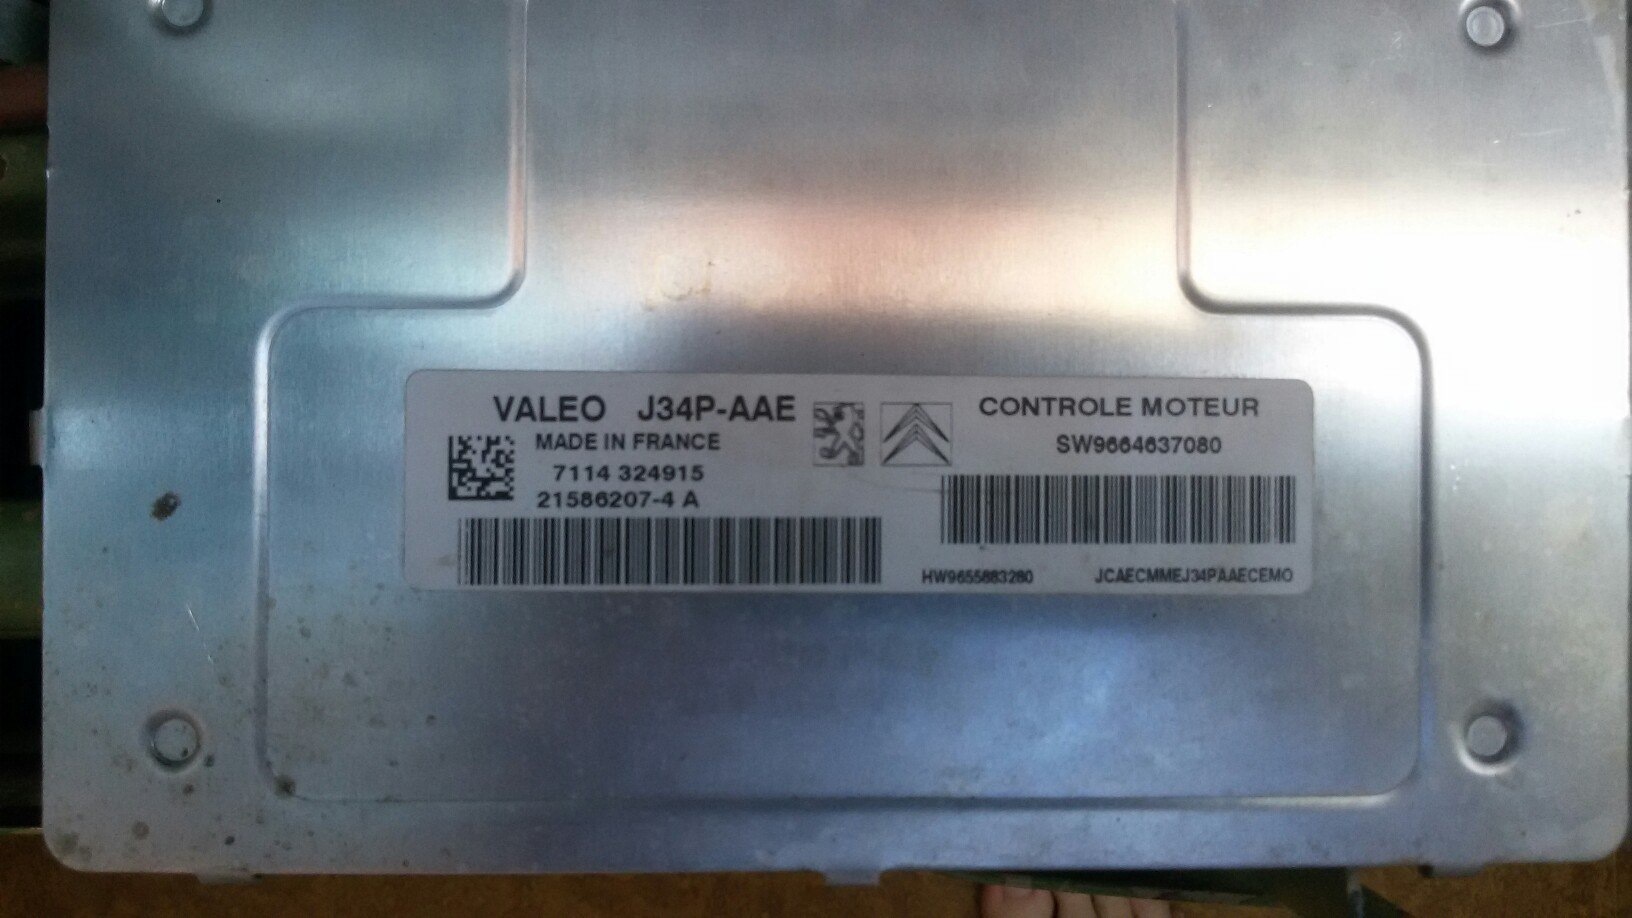 VALEO J34P-AAE
MADE IN FRANCE
7114 324915
21586207-4 A
CONTROLE MOTEUR
SW9664637080
HW9655883280 JCAECMMEJ34PAAECEMO